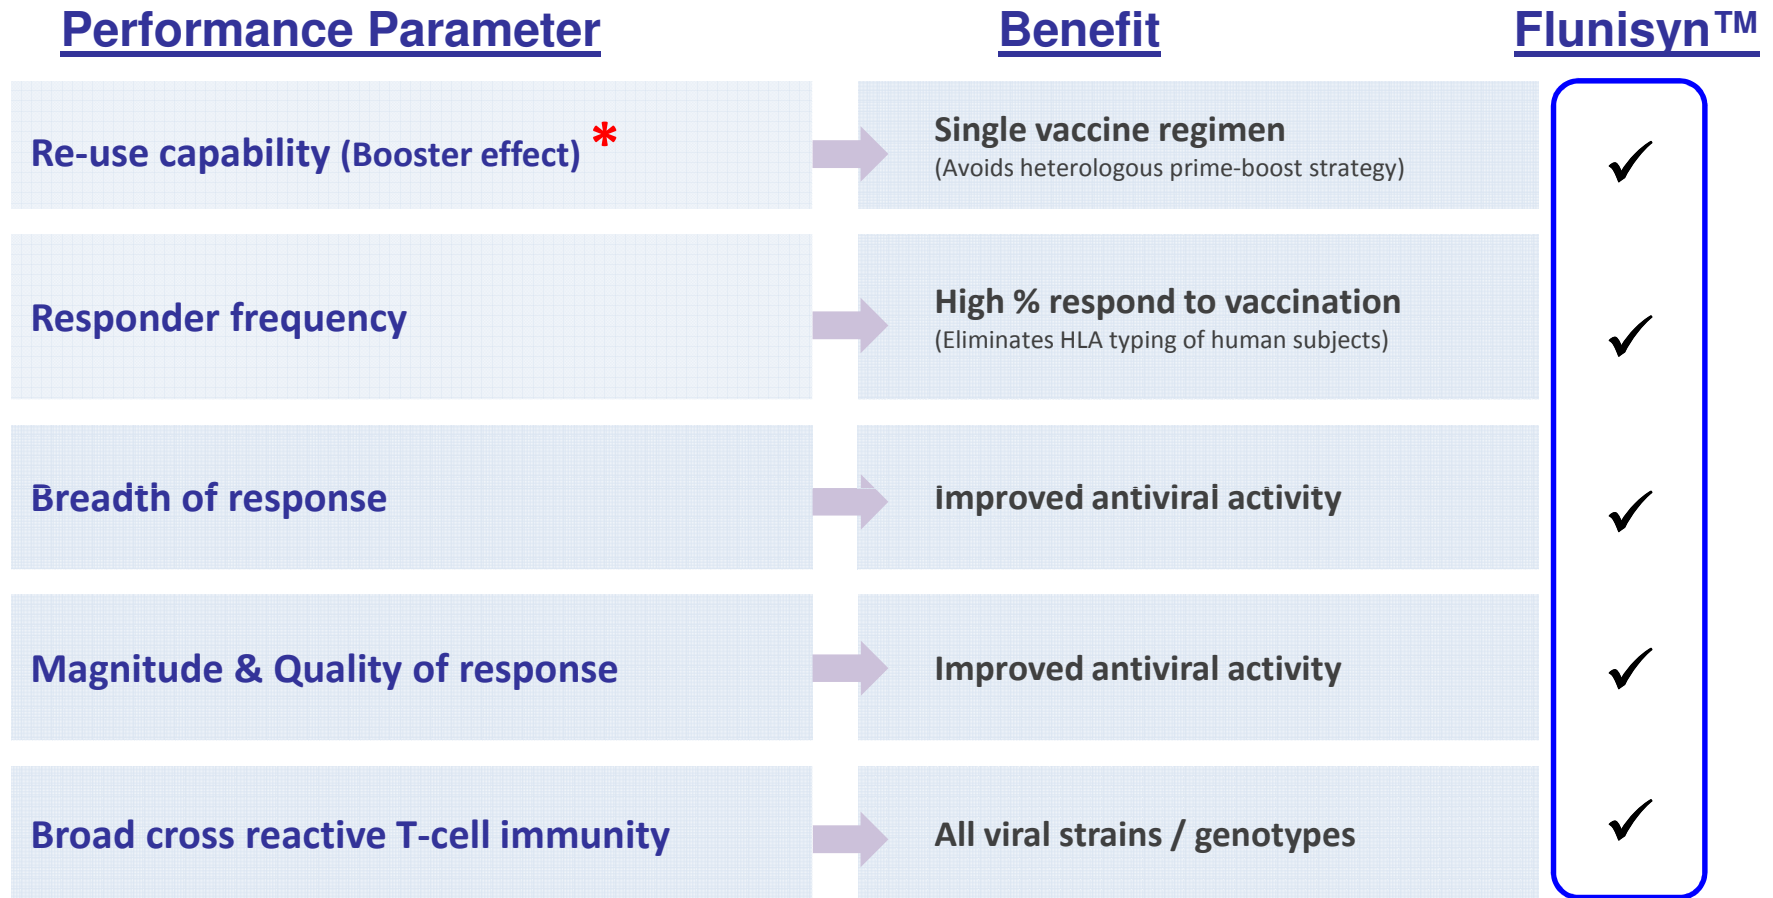 Performance Parameter Benefit Flunisyn™
Re-use capability (Booster effect) *
Single vaccine regimen
(Avoids heterologous prime-boost strategy)
✓
Responder frequency
High % respond to vaccination
(Eliminates HLA typing of human subjects)
✓
Breadth of response
Improved antiviral activity
✓
Magnitude & Quality of response
Improved antiviral activity
✓
Broad cross reactive T-cell immunity
All viral strains / genotypes
✓